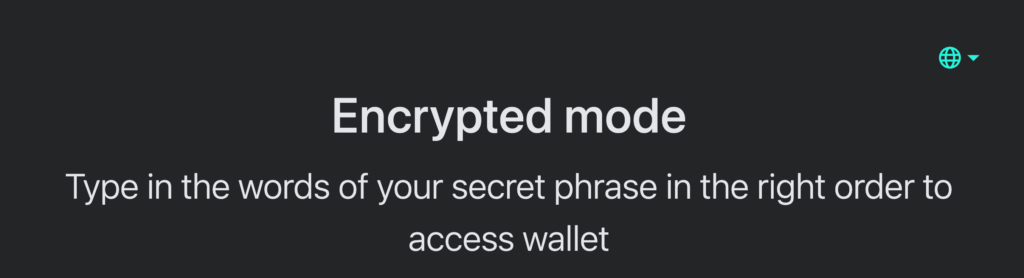 Encrypted mode
Type in the words of your secret phrase in the right order to
access wallet